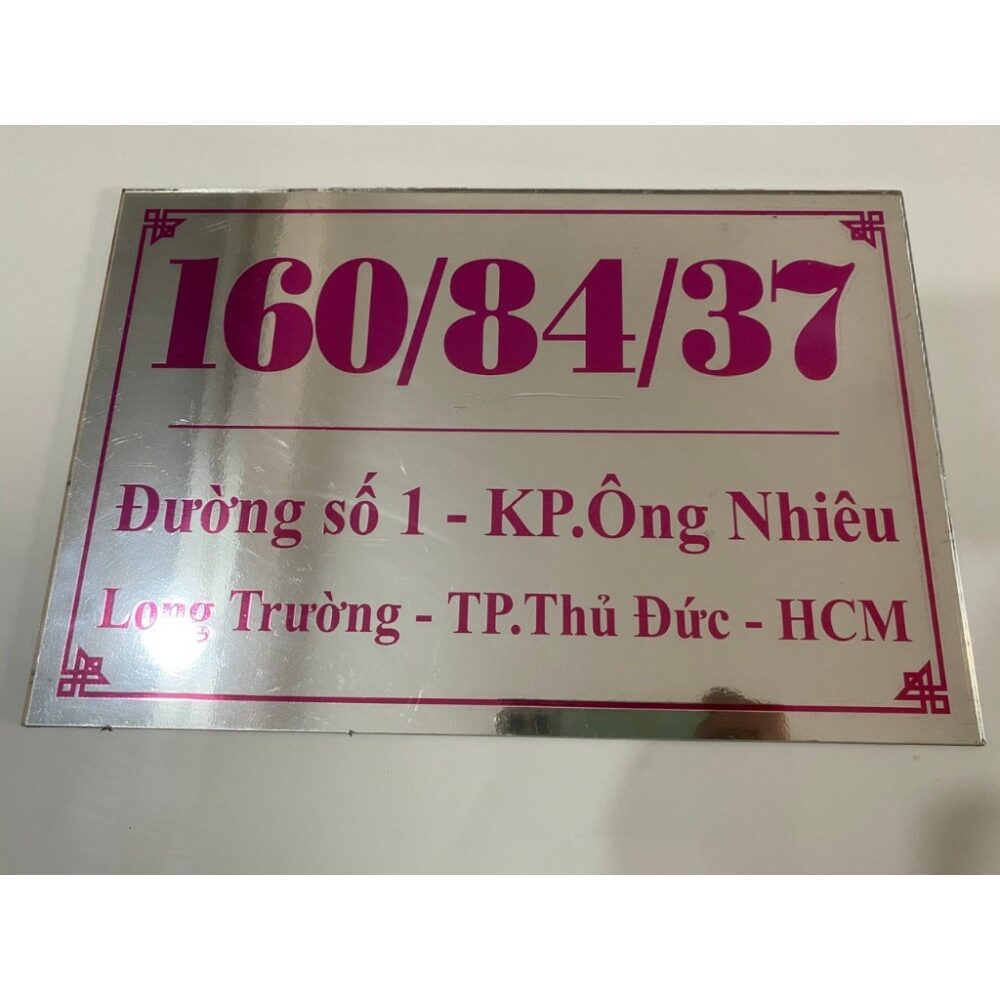 160/84/37
Đường số 1 - KP.Ông Nhiêu
Long Trường - TP.Thủ Đức - HCM